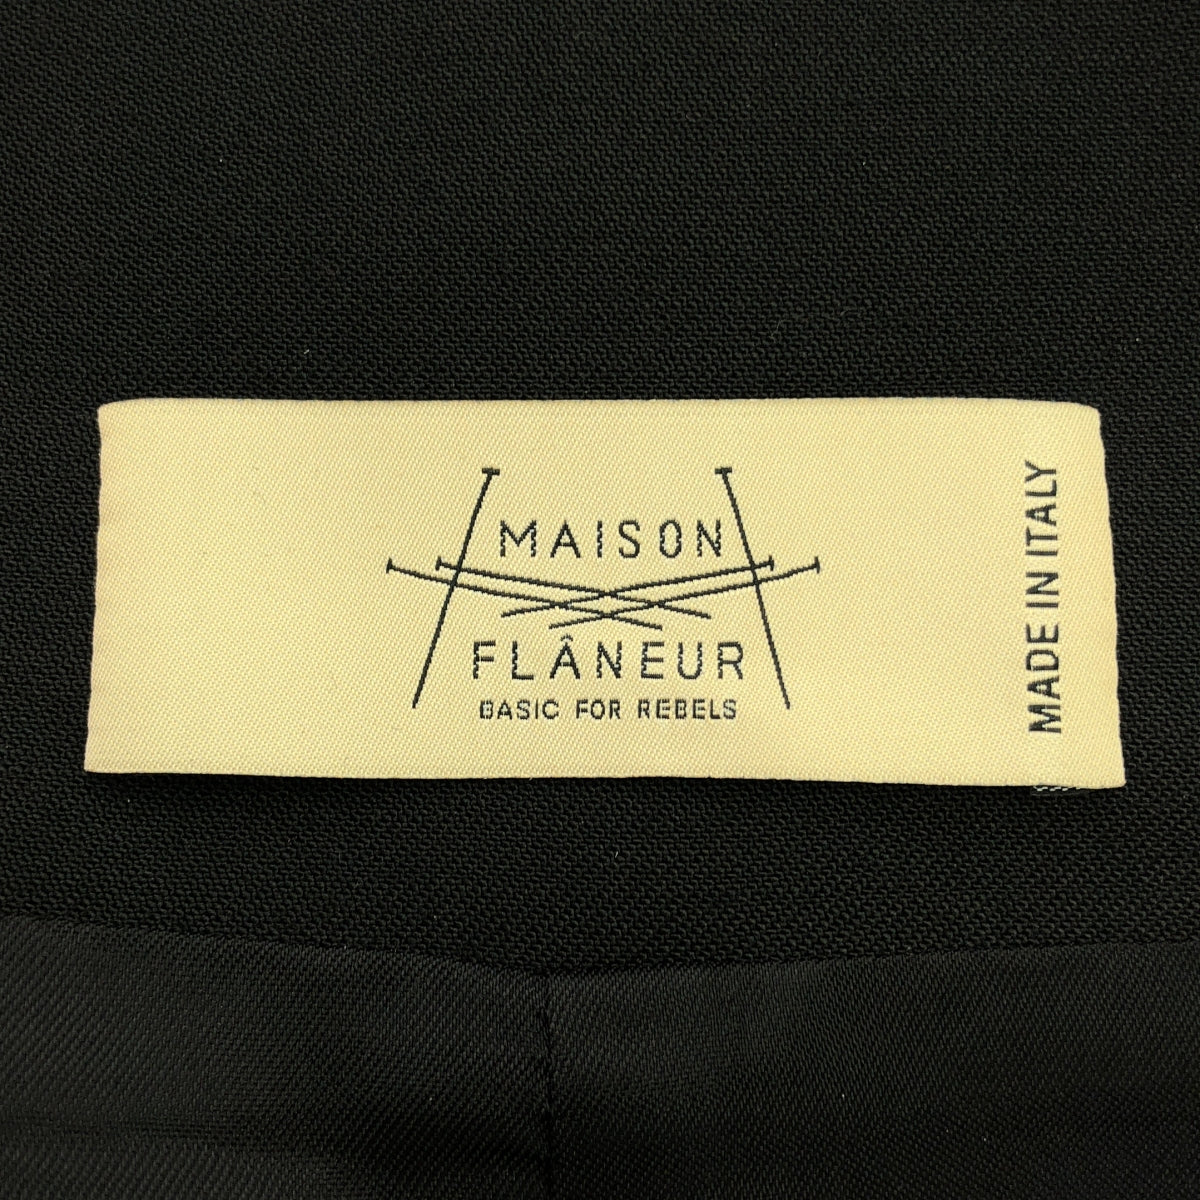 MAISON
FLÂNEUR
BASIC FOR REBELS
MADE IN ITALY